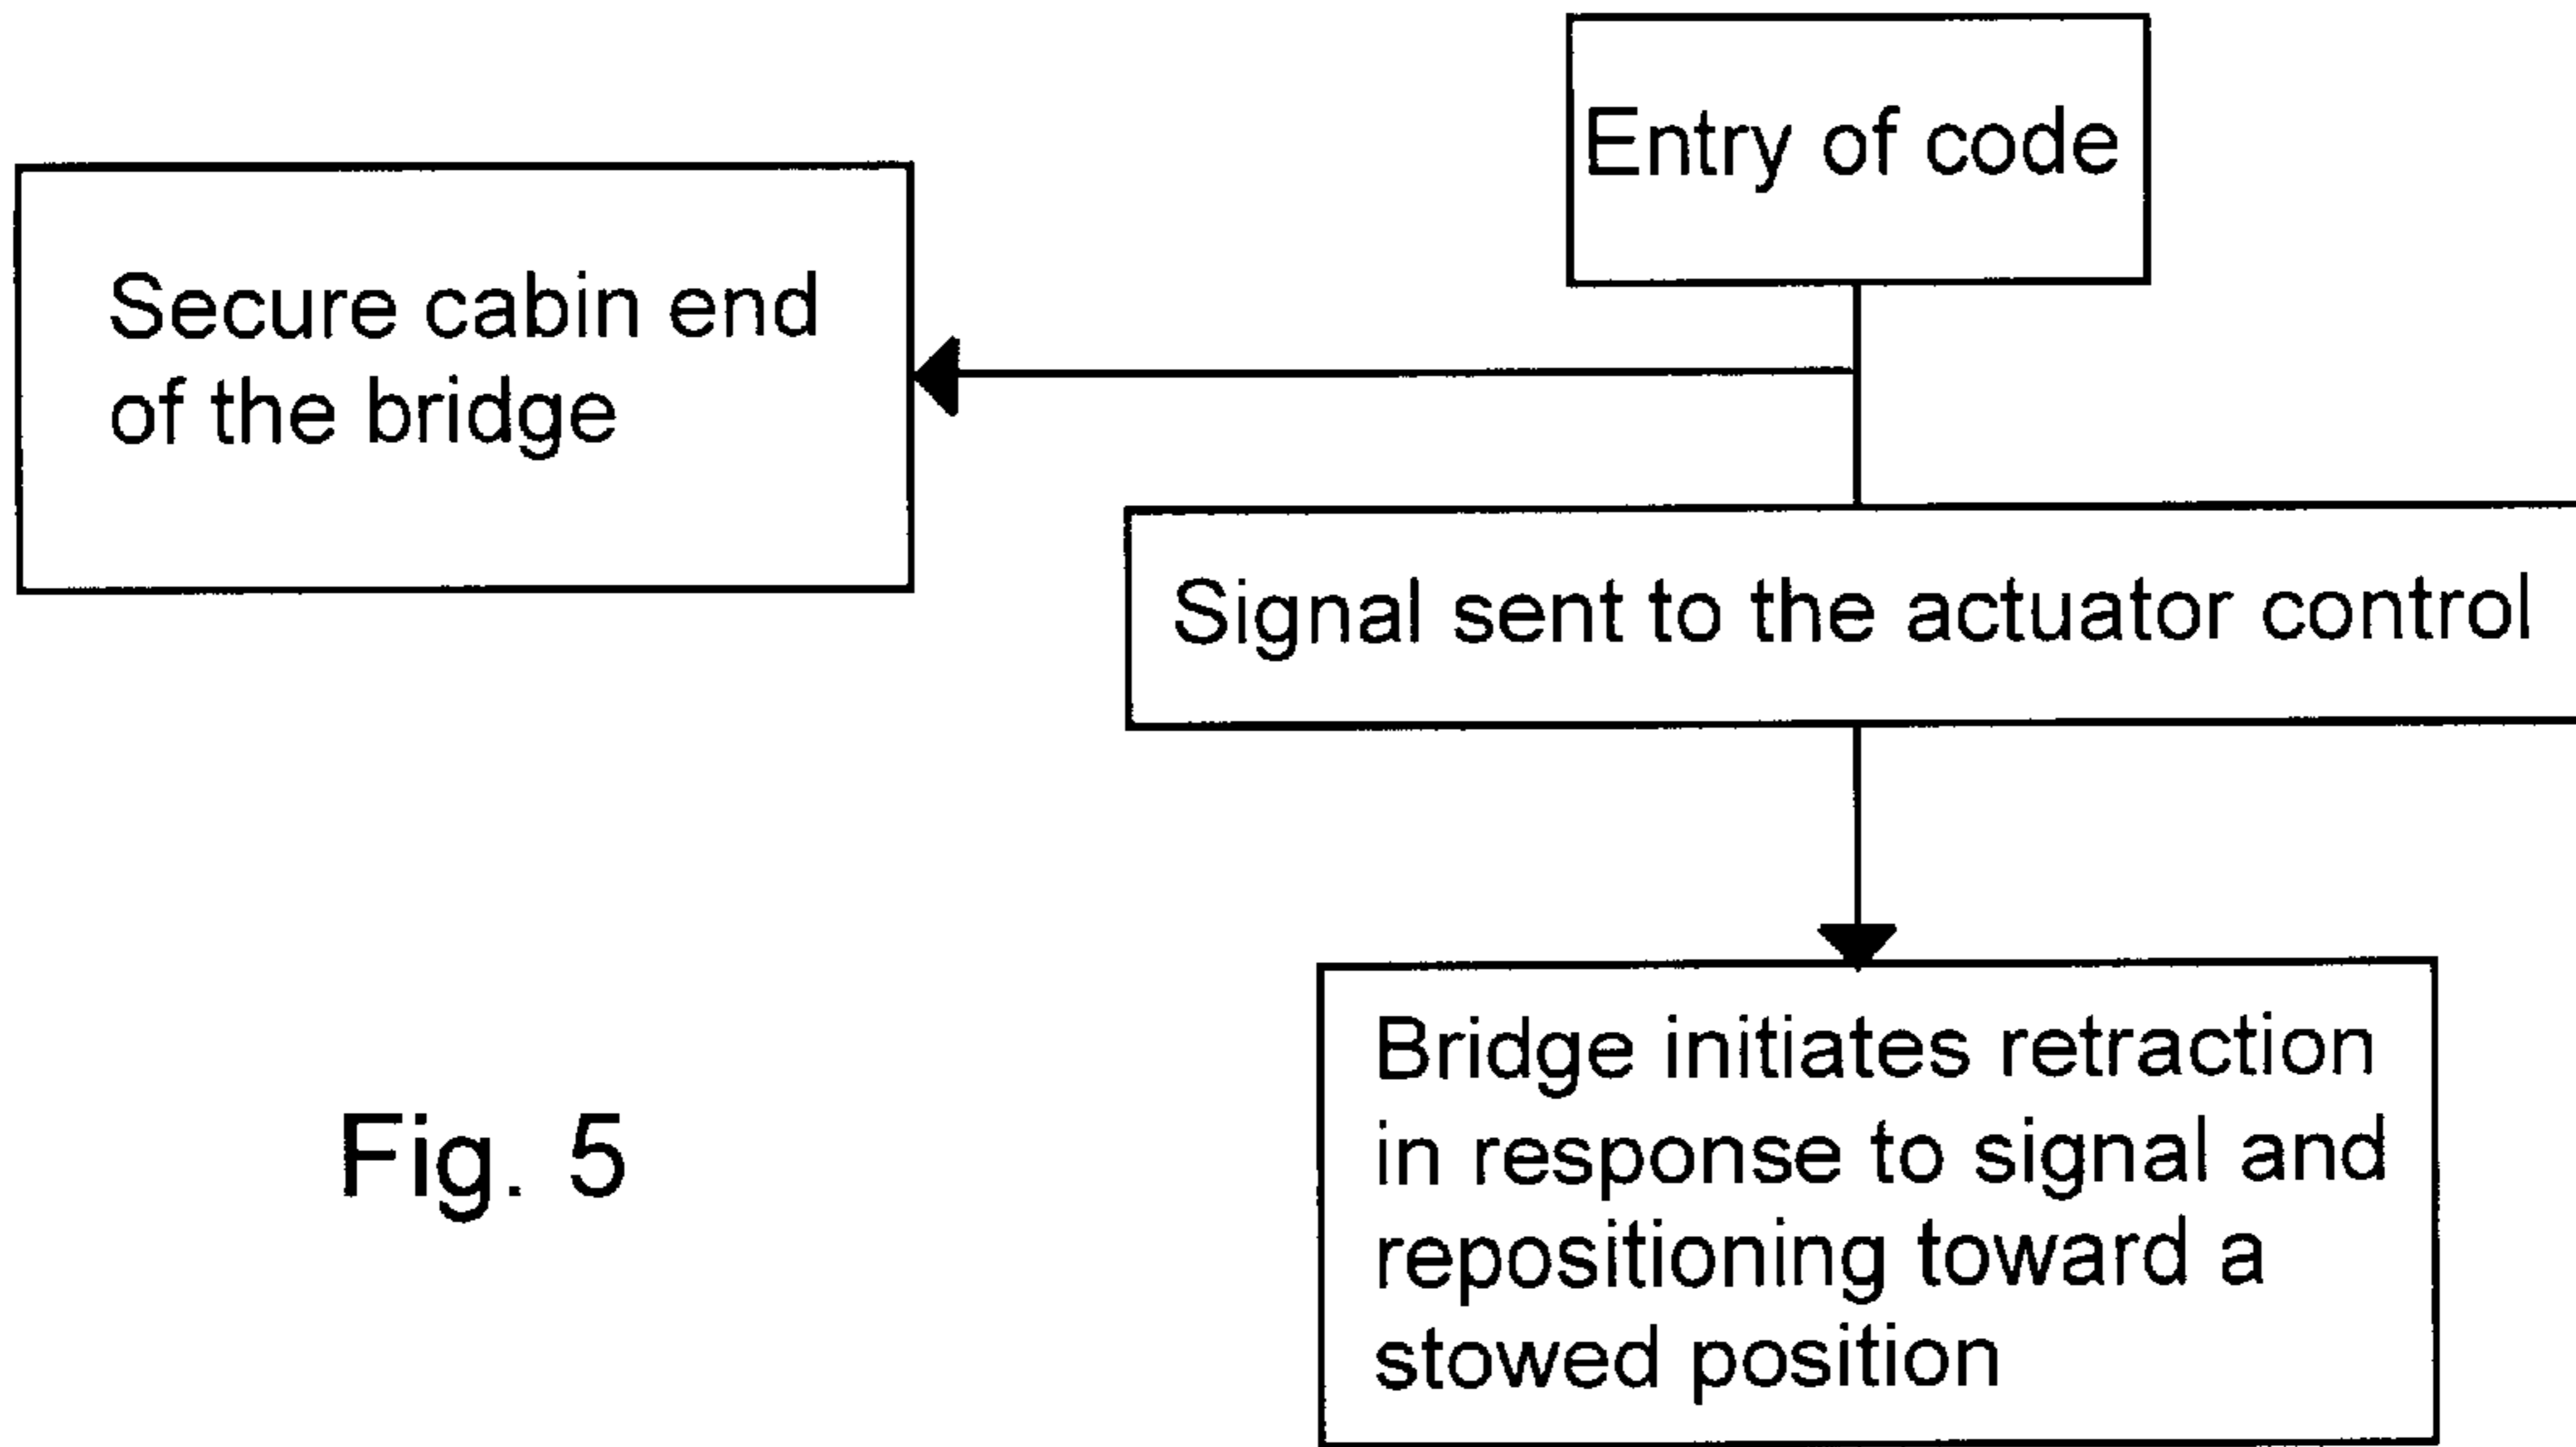 Entry of code
Secure cabin end
of the bridge
Signal sent to the actuator control
Bridge initiates retraction
in response to signal and
repositioning toward a
stowed position
Fig. 5